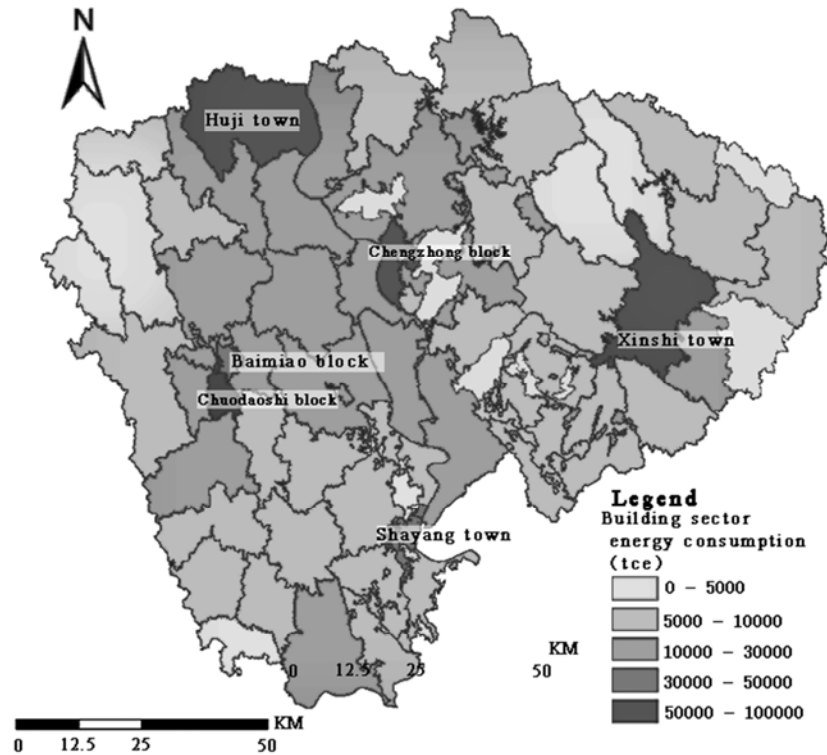 N
Huji town
Chengzhong block
Xinshi town
Baimiao block
Chuodaoshi block
Shayang town
Legend
Building sector
energy consumption
(tce)
0 - 5000
5000 - 10000
10000 - 30000
30000 - 50000
50000 - 100000
KM
0 12.5 25 50
KM
0 12.5 25 50